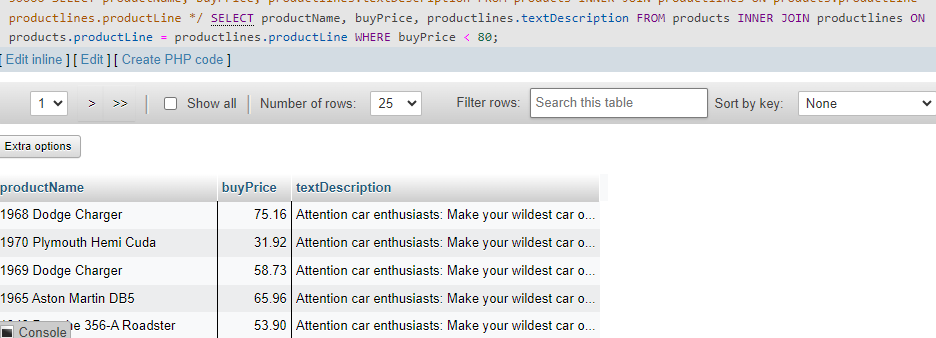 productlines.productLine */ SELECT productName, buyPrice, productlines.textDescription FROM products INNER JOIN productlines ON
products.productLine = productlines.productLine WHERE buyPrice < 80;
[ Edit inline ] [ Edit ] [ Create PHP code ]
1 > >> Show all Number of rows: 25 Filter rows: Search this table Sort by key: None
Extra options
productName buyPrice textDescription
1968 Dodge Charger 75.16 Attention car enthusiasts: Make your wildest car o...
1970 Plymouth Hemi Cuda 31.92 Attention car enthusiasts: Make your wildest car o...
1969 Dodge Charger 58.73 Attention car enthusiasts: Make your wildest car o...
1965 Aston Martin DB5 65.96 Attention car enthusiasts: Make your wildest car o...
356-A Roadster 53.90 Attention car enthusiasts: Make your wildest car o...
Console